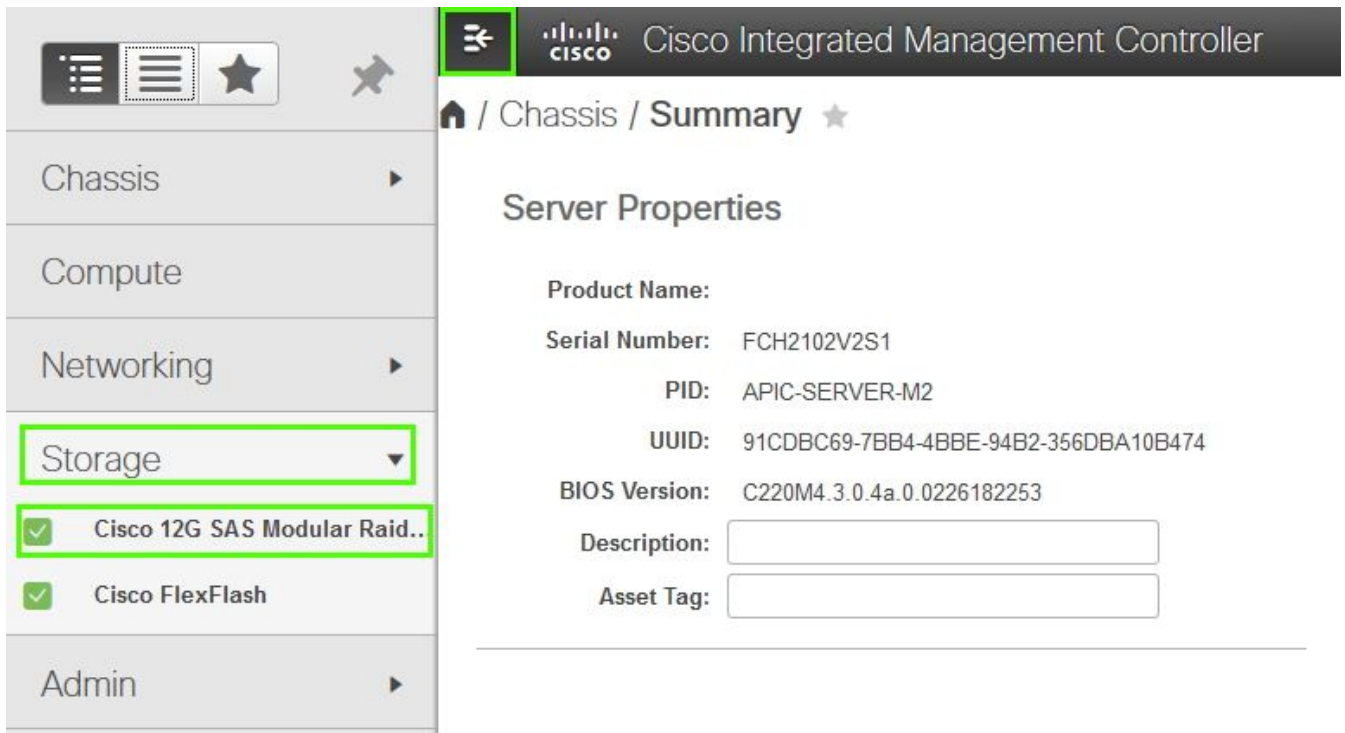 CISCO Cisco Integrated Management Controller
/ Chassis / Summary
Chassis
Compute
Networking
Storage
Cisco 12G SAS Modular Raid...
Cisco FlexFlash
Admin
Server Properties
Product Name:
Serial Number: FCH2102V2S1
PID: APIC-SERVER-M2
UUID: 91CDBC69-7BB4-4BBE-94B2-356DBA10B474
BIOS Version: C220M4.3.0.4a.0.0226182253
Description:
Asset Tag: